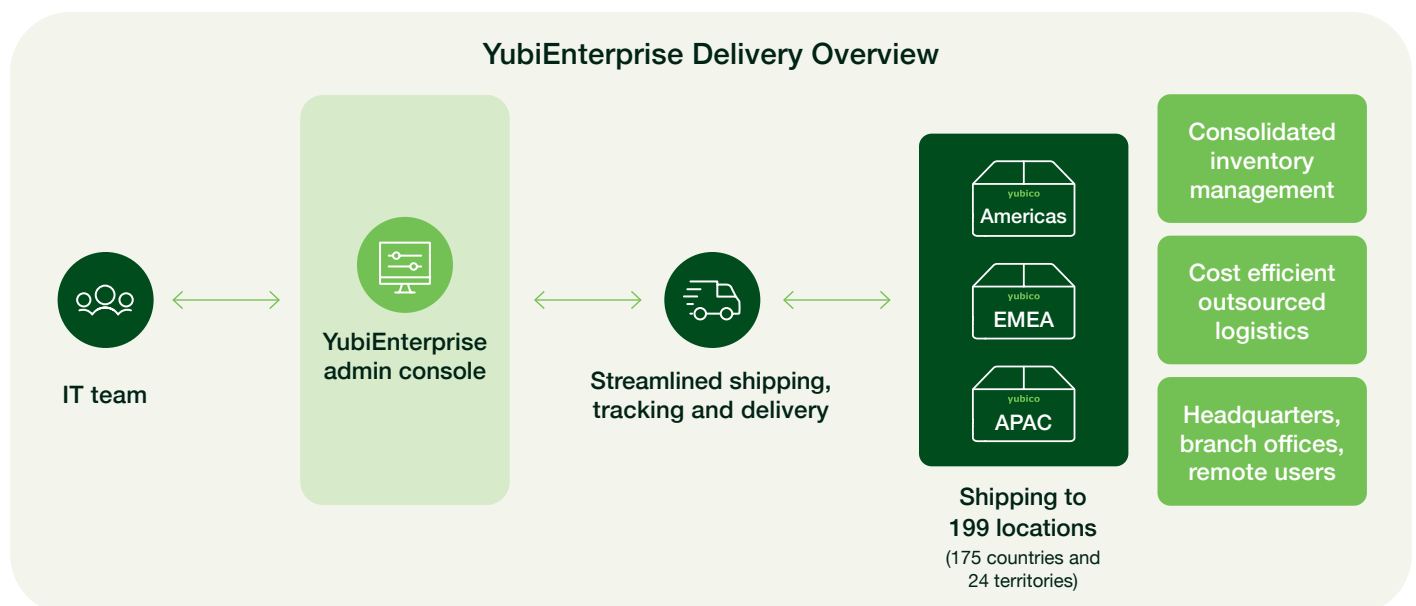 YubiEnterprise Delivery Overview
IT team
YubiEnterprise
admin console
Streamlined shipping,
tracking and delivery
yubico
Americas
yubico
EMEA
yubico
APAC
Shipping to
199 locations
(175 countries and
24 territories)
Consolidated
inventory
management
Cost efficient
outsourced
logistics
Headquarters,
branch offices,
remote users